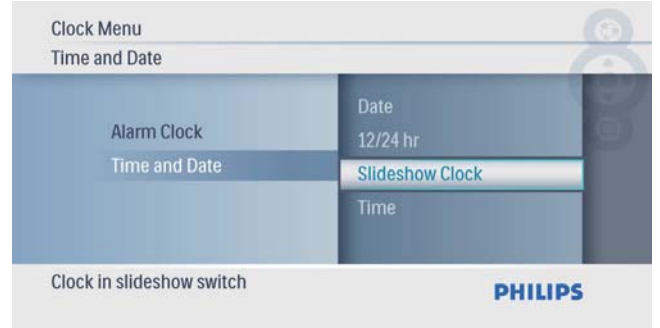 Clock Menu
Time and Date
Alarm Clock
Time and Date
Date
12/24 hr
Slideshow Clock
Time
Clock in slideshow switch
PHILIPS